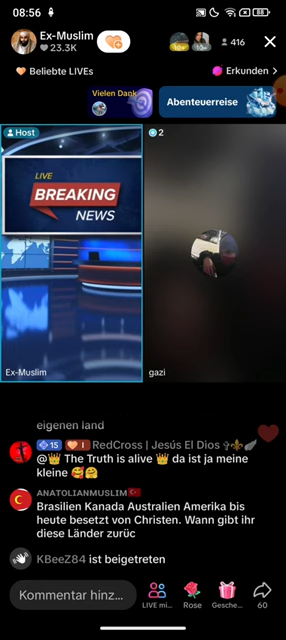 08:56
88
Ex-Muslim
23.3K
416
Beliebte LIVEs
Erkunden
Vielen Dank
Abenteuerreise
Host
2
LIVE
BREAKING
NEWS
Ex-Muslim
gazi
eigenen land
15 I RedCross | Jesús El Dios
@👑 The Truth is alive 👑 da ist ja meine
kleine 🥰🤗
ANATOLIANMUSLIM🇹🇷
Brasilien Kanada Australien Amerika bis
heute besetzt von Christen. Wann gibt ihr
diese Länder zurüc
KBeeZ84 ist beigetreten
Kommentar hinz...
LIVE mi...
Rose
Gesche...
60